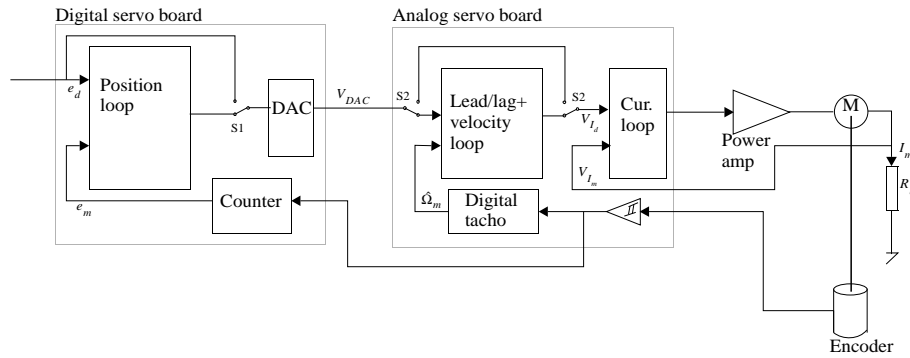 Digital servo board
Analog servo board
e_d
Position
loop
S1
DAC
V_DAC
S2
Lead/lag+
velocity
loop
S2
V_I_d
Cur.
loop
V_I_m
Power
amp
M
I_m
R
e_m
Counter
Ω̂_m
Digital
tacho
Encoder